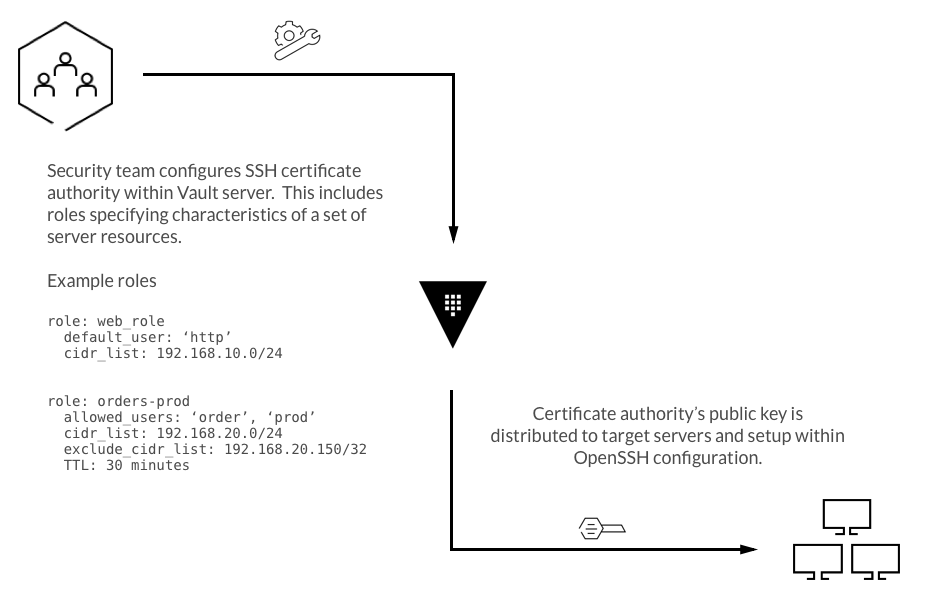 Security team configures SSH certificate
authority within Vault server.  This includes
roles specifying characteristics of a set of
server resources.
Example roles
role: web_role
  default_user: ‘http’
  cidr_list: 192.168.10.0/24
role: orders-prod
  allowed_users: ‘order’, ‘prod’
  cidr_list: 192.168.20.0/24
  exclude_cidr_list: 192.168.20.150/32
  TTL: 30 minutes
Certificate authority’s public key is
distributed to target servers and setup within
OpenSSH configuration.